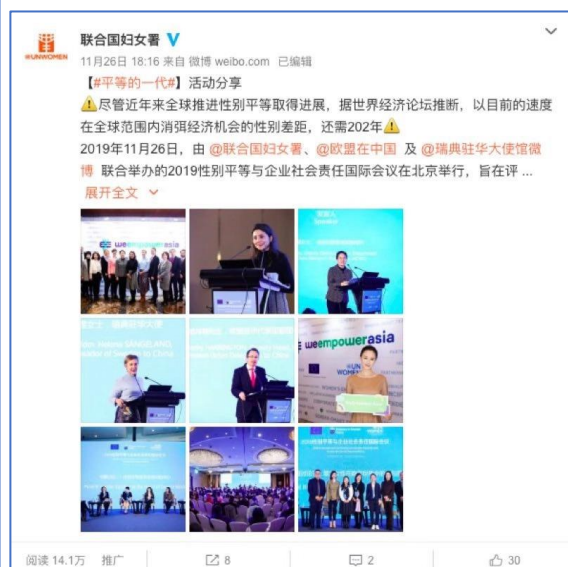 联合国妇女署
UNWOMEN
11月26日 18:16 来自 微博 weibo.com 已编辑
【#平等的一代#】活动分享
⚠️尽管近年来全球推进性别平等取得进展，据世界经济论坛推断，以目前的速度
在全球范围内消弭经济机会的性别差距，还需202年⚠️
2019年11月26日，由 @联合国妇女署、@欧盟在中国 及 @瑞典驻华大使馆微
博 联合举办的2019性别平等与企业社会责任国际会议在北京举行，旨在评 ...
展开全文
weempowerasia
weempowerasia
UN
WOMEN
阅读 14.1万 推广 8 2 30